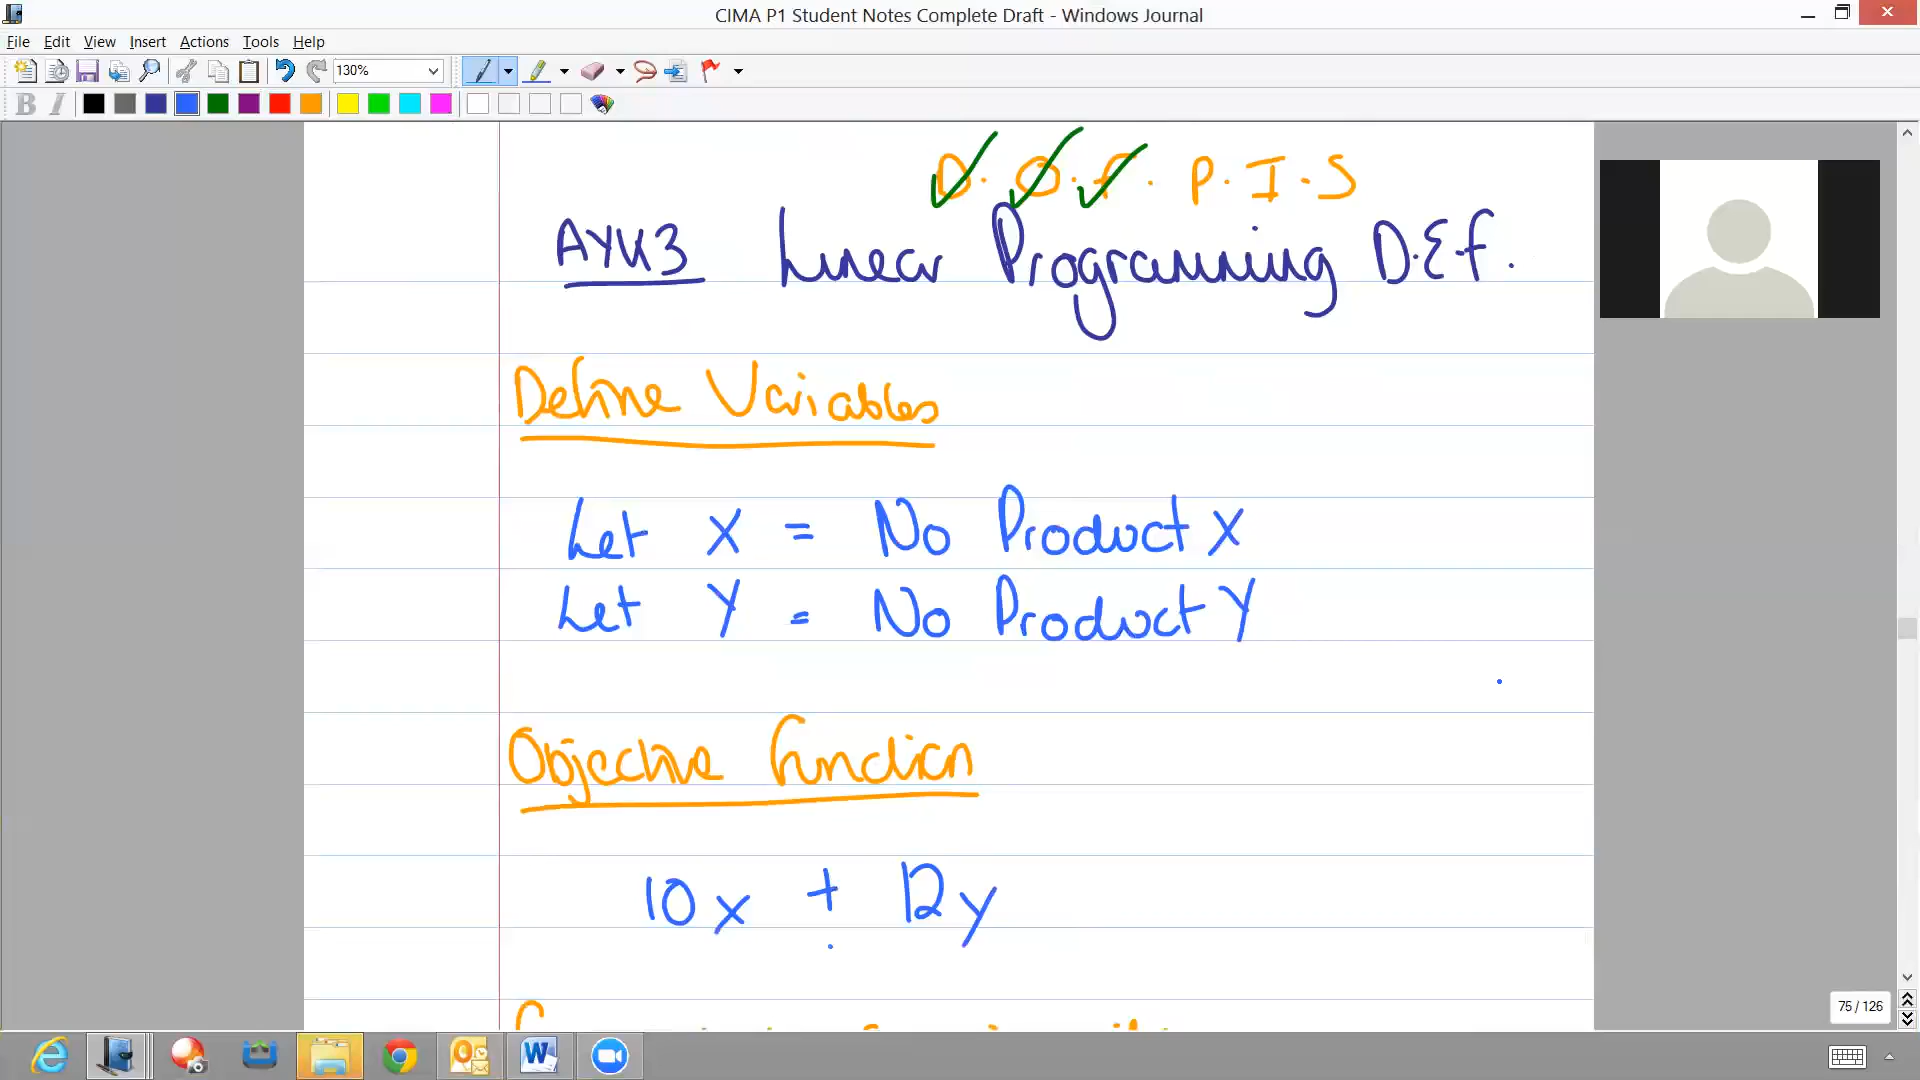 CIMA P1 Student Notes Complete Draft - Windows Journal
File Edit View Insert Actions Tools Help
130%
B I
D. O. F. P. I. S
AYK3 Linear Programming D.E.F.
Define Variables
Let X = No Product X
Let Y = No Product Y
Objective Function
10x + 12y
75 / 126